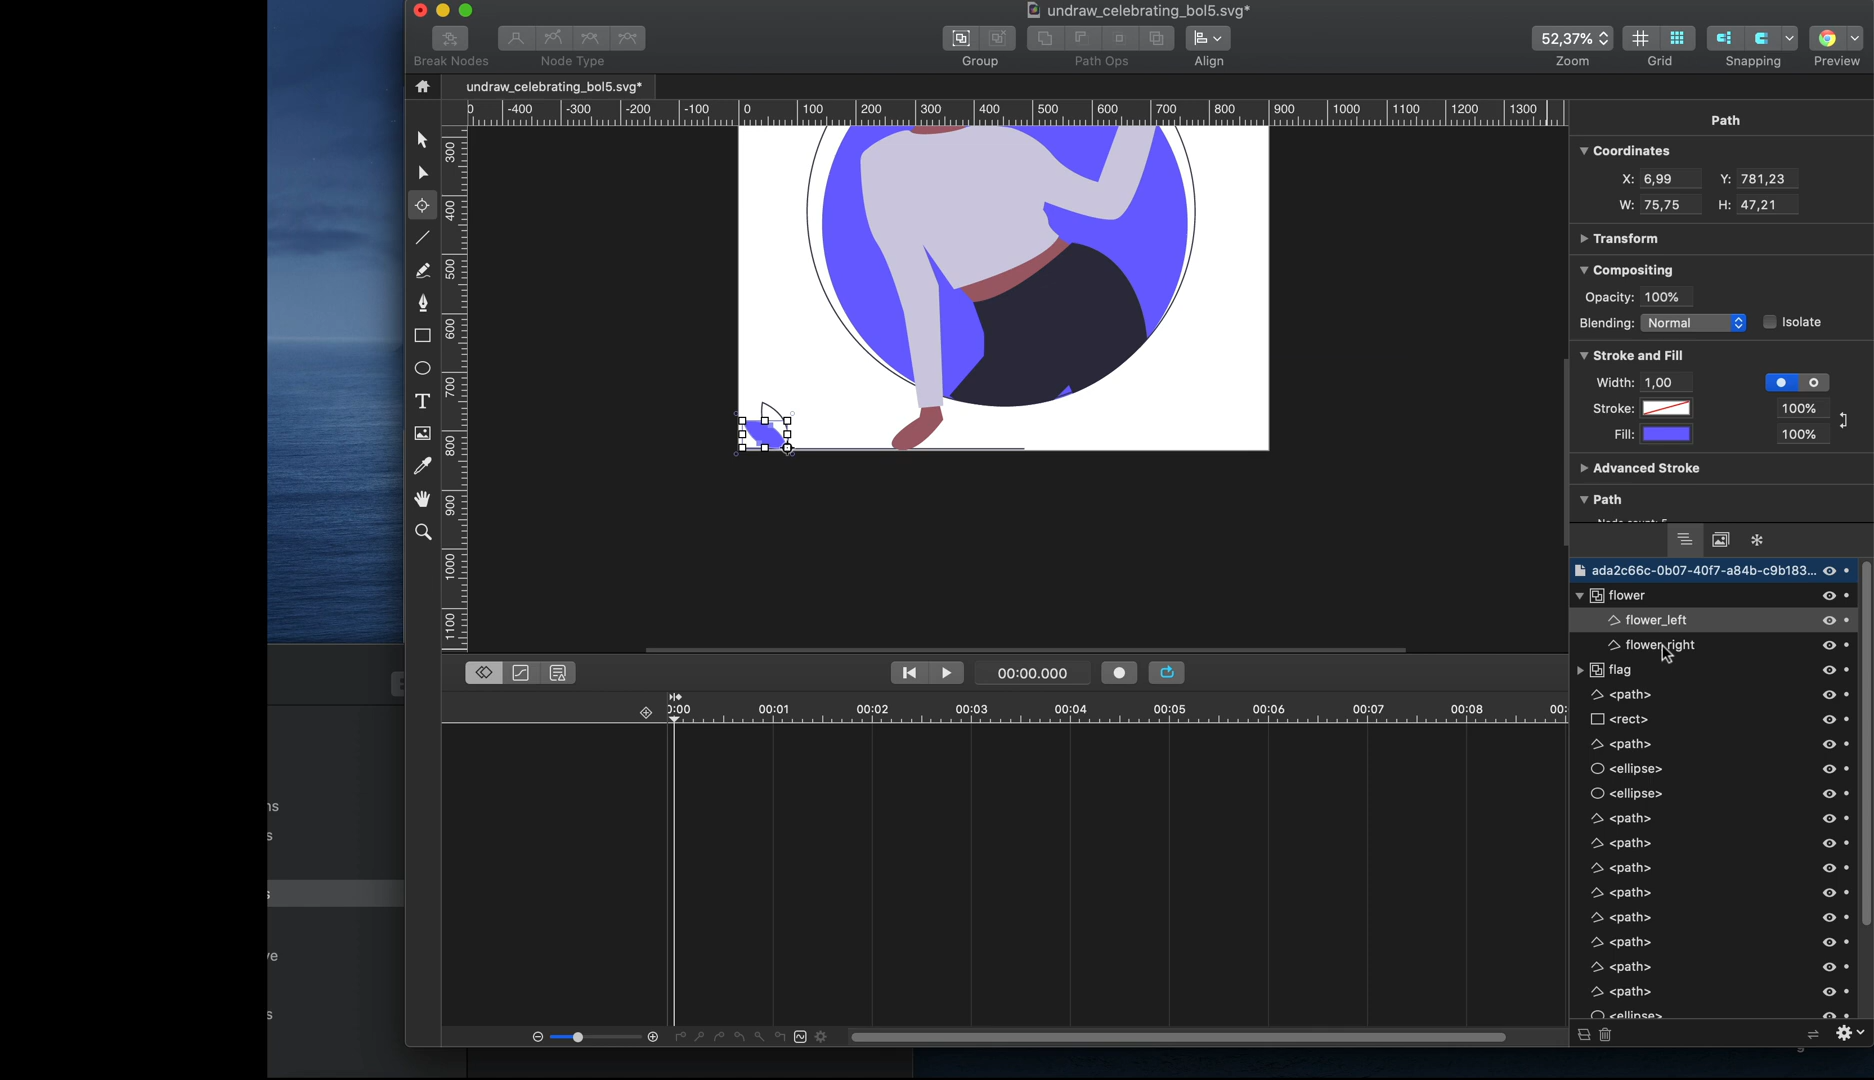 undraw_celebrating_bol5.svg*
52,37%
Break Nodes
Node Type
Group
Path Ops
Align
Zoom
Grid
Snapping
Preview
undraw_celebrating_bol5.svg*
0 -400 -300 -200 -100 0 100 200 300 400 500 600 700 800 900 1000 1100 1200 1300
300
400
500
600
700
800
900
1000
1100
Path
Coordinates
X: 6,99 Y: 781,23
W: 75,75 H: 47,21
Transform
Compositing
Opacity: 100%
Blending: Normal Isolate
Stroke and Fill
Width: 1,00
Stroke: 100%
Fill: 100%
Advanced Stroke
Path
ada2c66c-0b07-40f7-a84b-c9b183...
flower
flower_left
flower_right
flag
<path>
<rect>
<path>
<ellipse>
<ellipse>
<path>
<path>
<path>
<path>
<path>
<path>
<path>
<path>
<ellipse>
00:00.000
0:00 00:01 00:02 00:03 00:04 00:05 00:06 00:07 00:08 00:
ns
s
s
ve
s